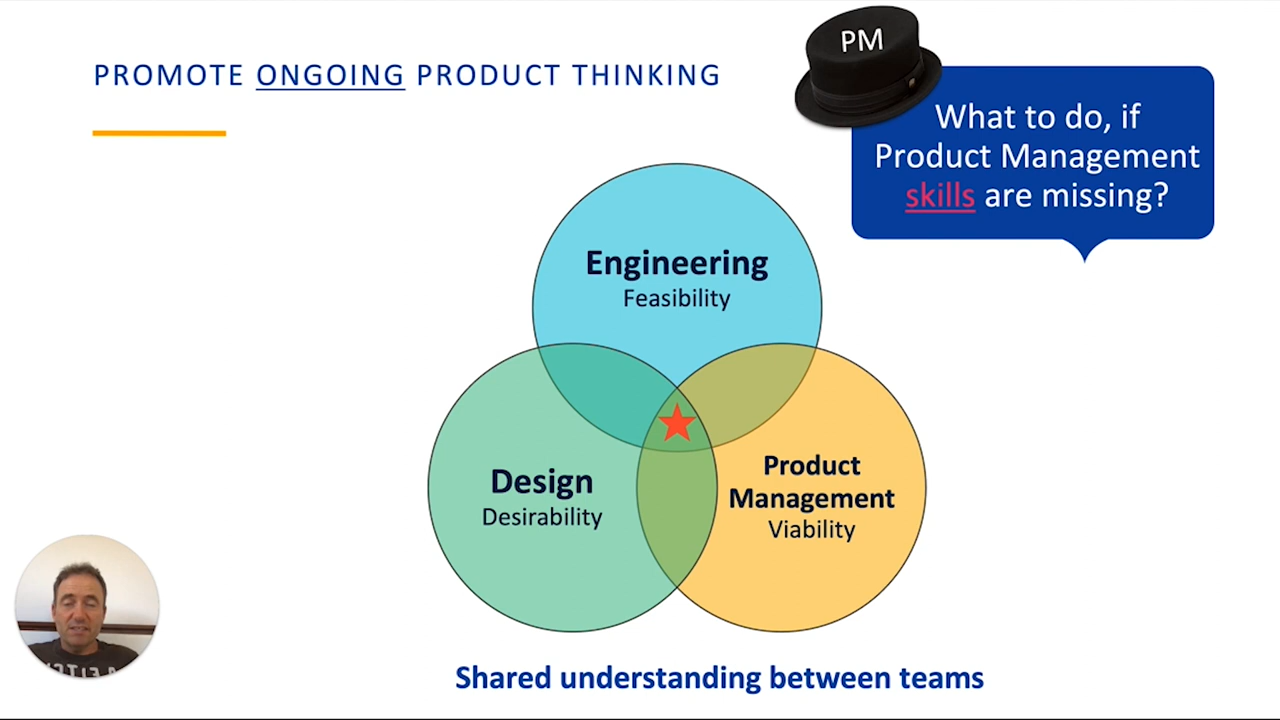 PROMOTE ONGOING PRODUCT THINKING
PM
What to do, if
Product Management
skills are missing?
Engineering
Feasibility
Design
Desirability
Product
Management
Viability
Shared understanding between teams